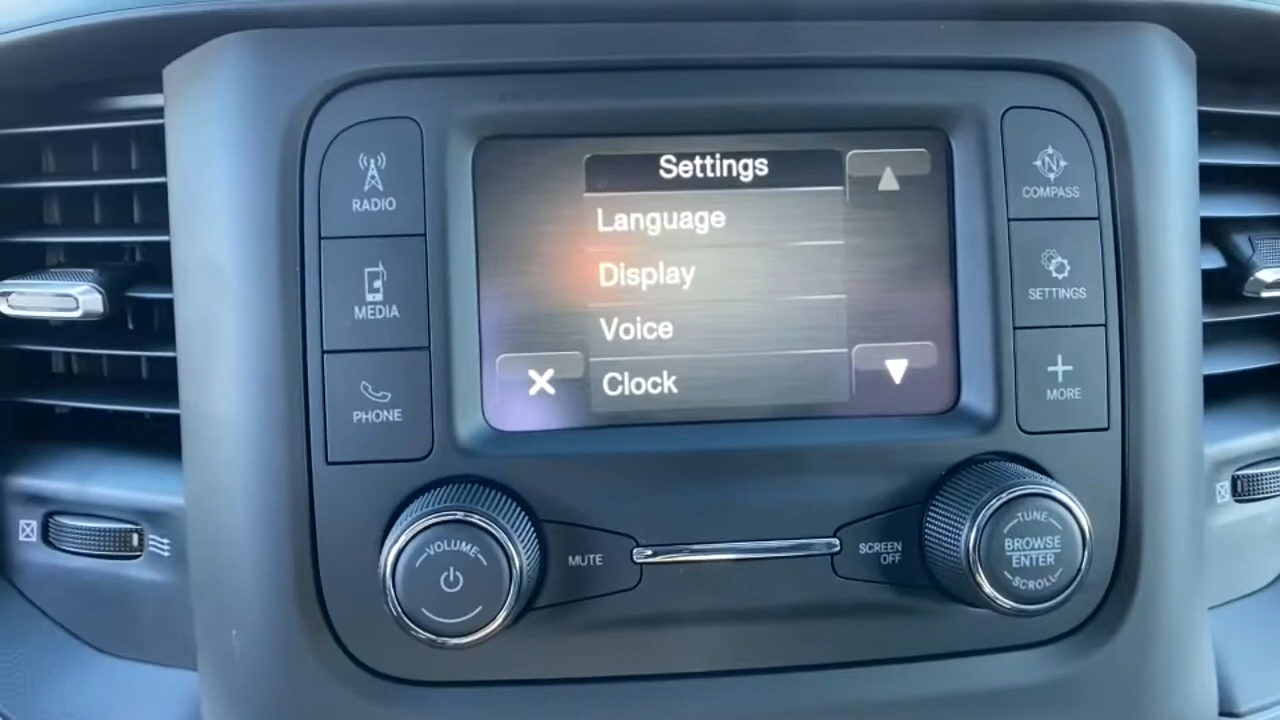 RADIO
MEDIA
PHONE
Settings
Language
Display
Voice
Clock
N
COMPASS
SETTINGS
MORE
VOLUME
MUTE
SCREEN
OFF
TUNE
BROWSE
ENTER
SCROLL